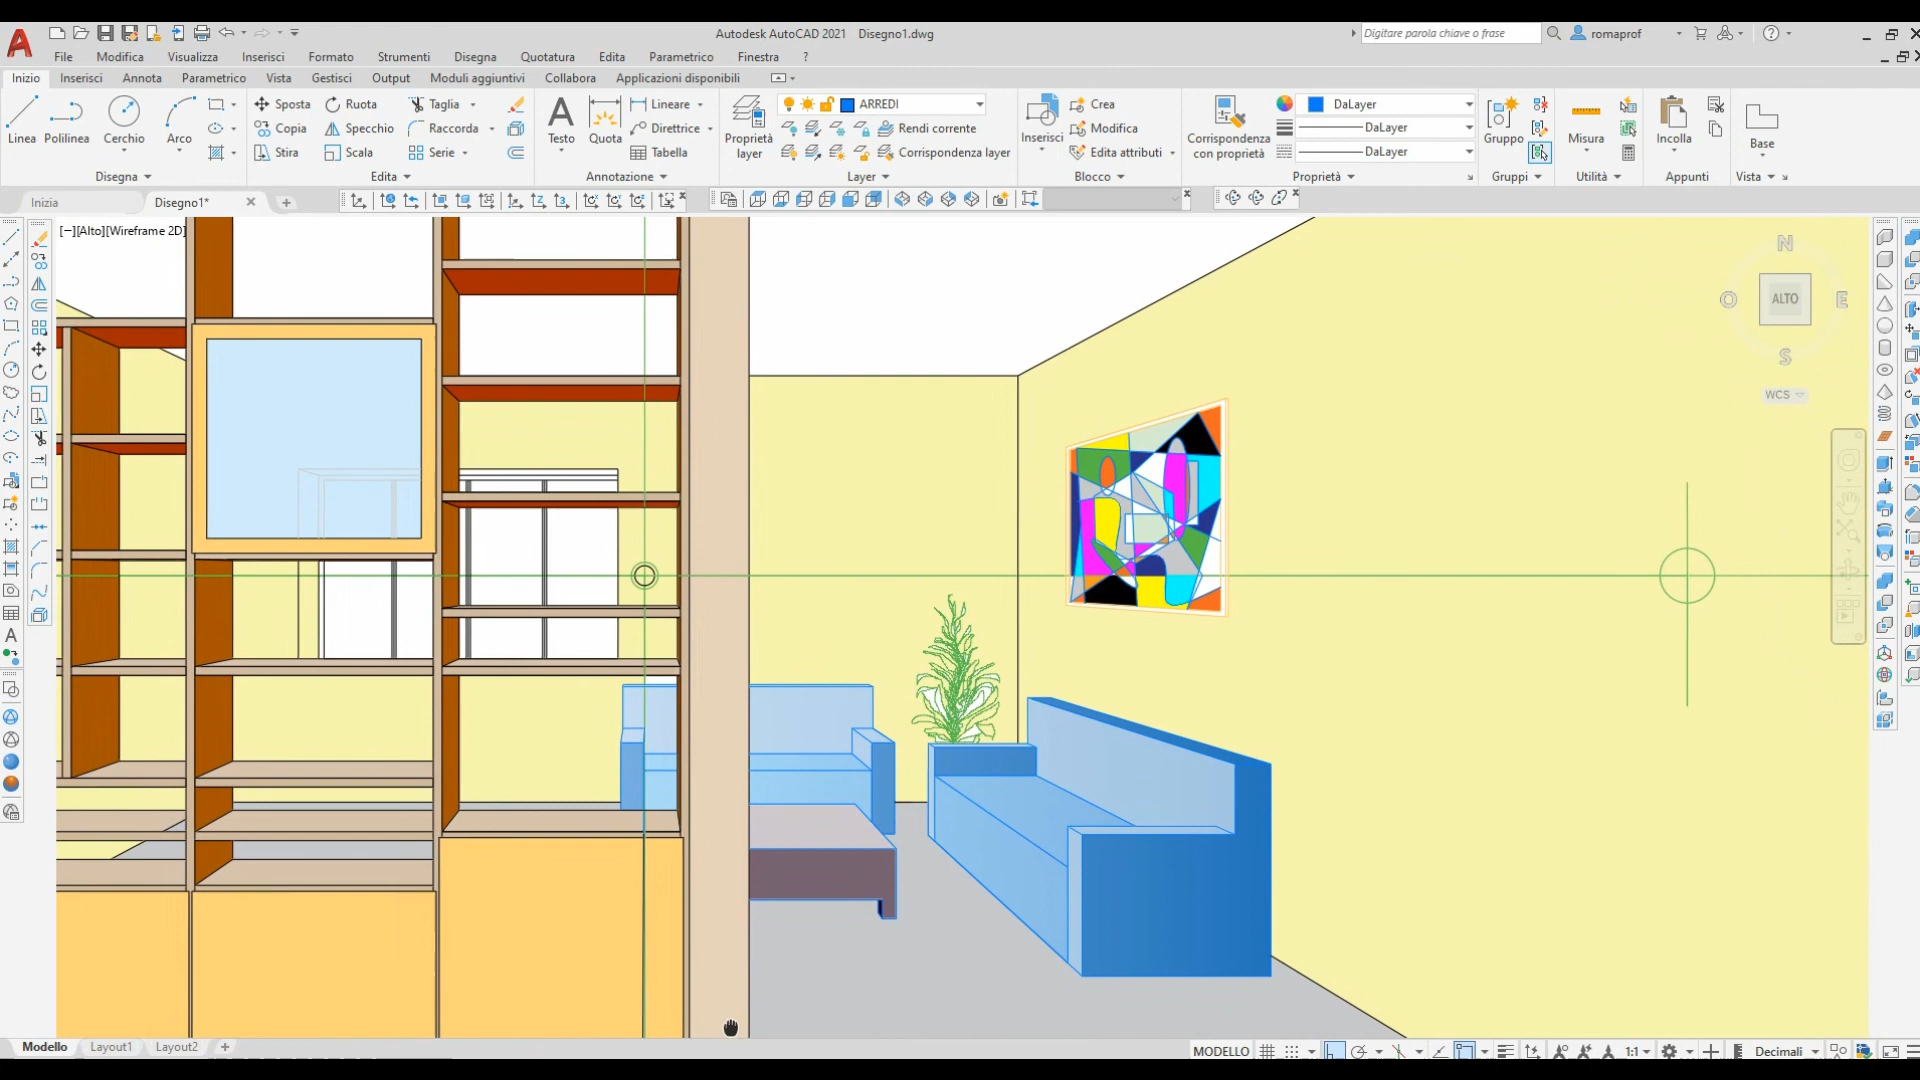 Autodesk AutoCAD 2021 Disegno1.dwg
Digitare parola chiave o frase
romaprof
File Modifica Visualizza Inserisci Formato Strumenti Disegna Quotatura Edita Parametrico Finestra ?
Inizio Inserisci Annota Parametrico Vista Gestisci Output Moduli aggiuntivi Collabora Applicazioni disponibili
Linea Polilinea Cerchio Arco
Sposta Ruota Taglia
Copia Specchio Raccorda
Stira Scala Serie
Testo Quota
Lineare
Direttrice
Tabella
Proprietà layer
ARREDI
Rendi corrente
Corrispondenza layer
Inserisci
Crea
Modifica
Edita attributi
Corrispondenza con proprietà
DaLayer
DaLayer
DaLayer
Gruppo
Misura
Incolla
Base
Disegna Edita Annotazione Layer Blocco Proprietà Gruppi Utilità Appunti Vista
Inizia Disegno1*
[−][Alto][Wireframe 2D]
N
O ALTO E
S
WCS
A
Modello Layout1 Layout2 +
MODELLO 1:1 Decimali